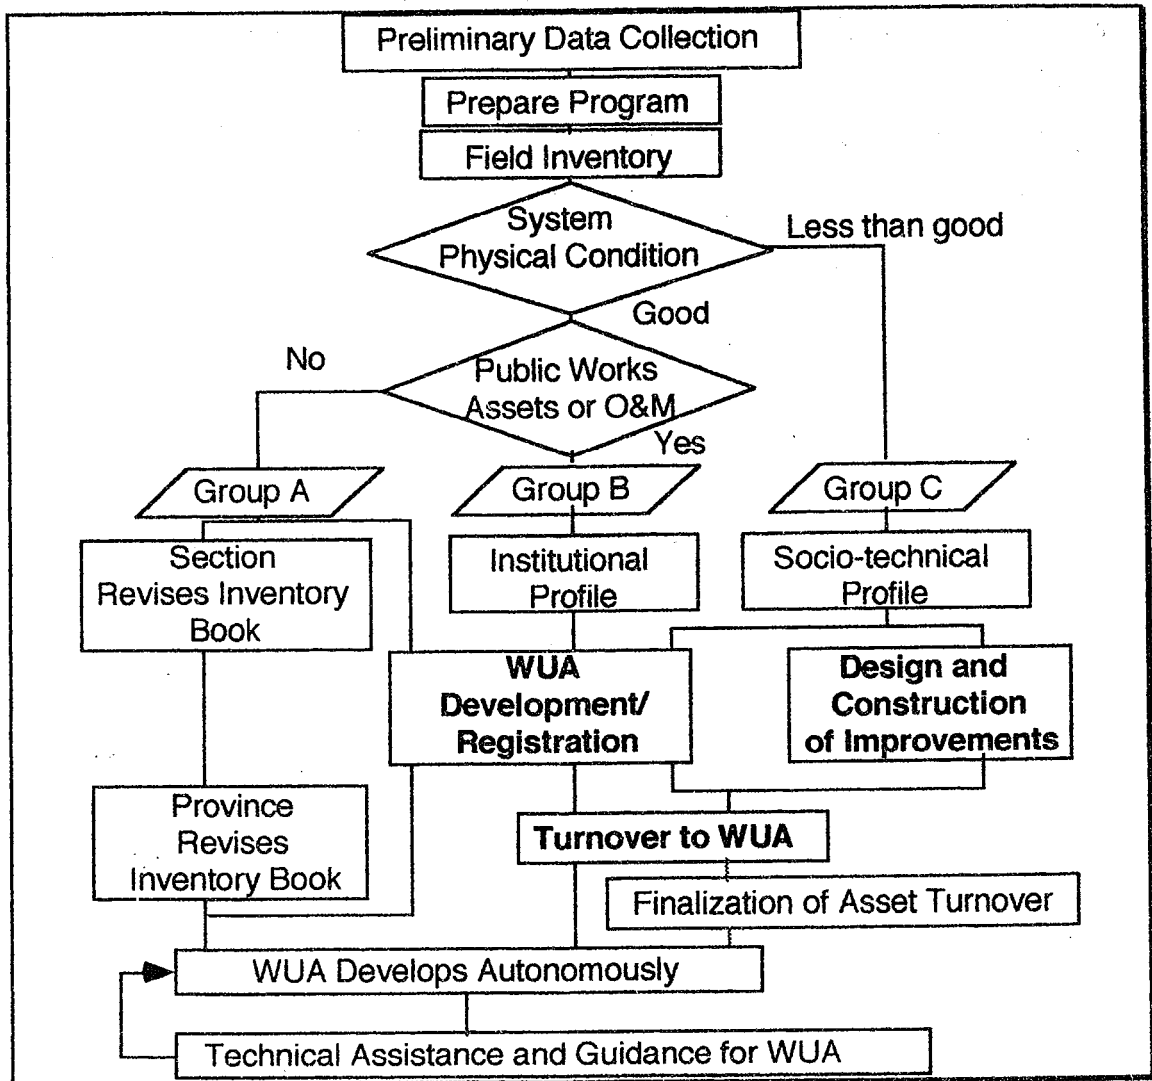 Preliminary Data Collection
Prepare Program
Field Inventory
System
Physical Condition
Less than good
Good
No
Public Works
Assets or O&M
Yes
Group A
Group B
Group C
Section
Revises Inventory
Book
Institutional
Profile
Socio-technical
Profile
WUA
Development/
Registration
Design and
Construction
of Improvements
Province
Revises
Inventory Book
Turnover to WUA
Finalization of Asset Turnover
WUA Develops Autonomously
Technical Assistance and Guidance for WUA